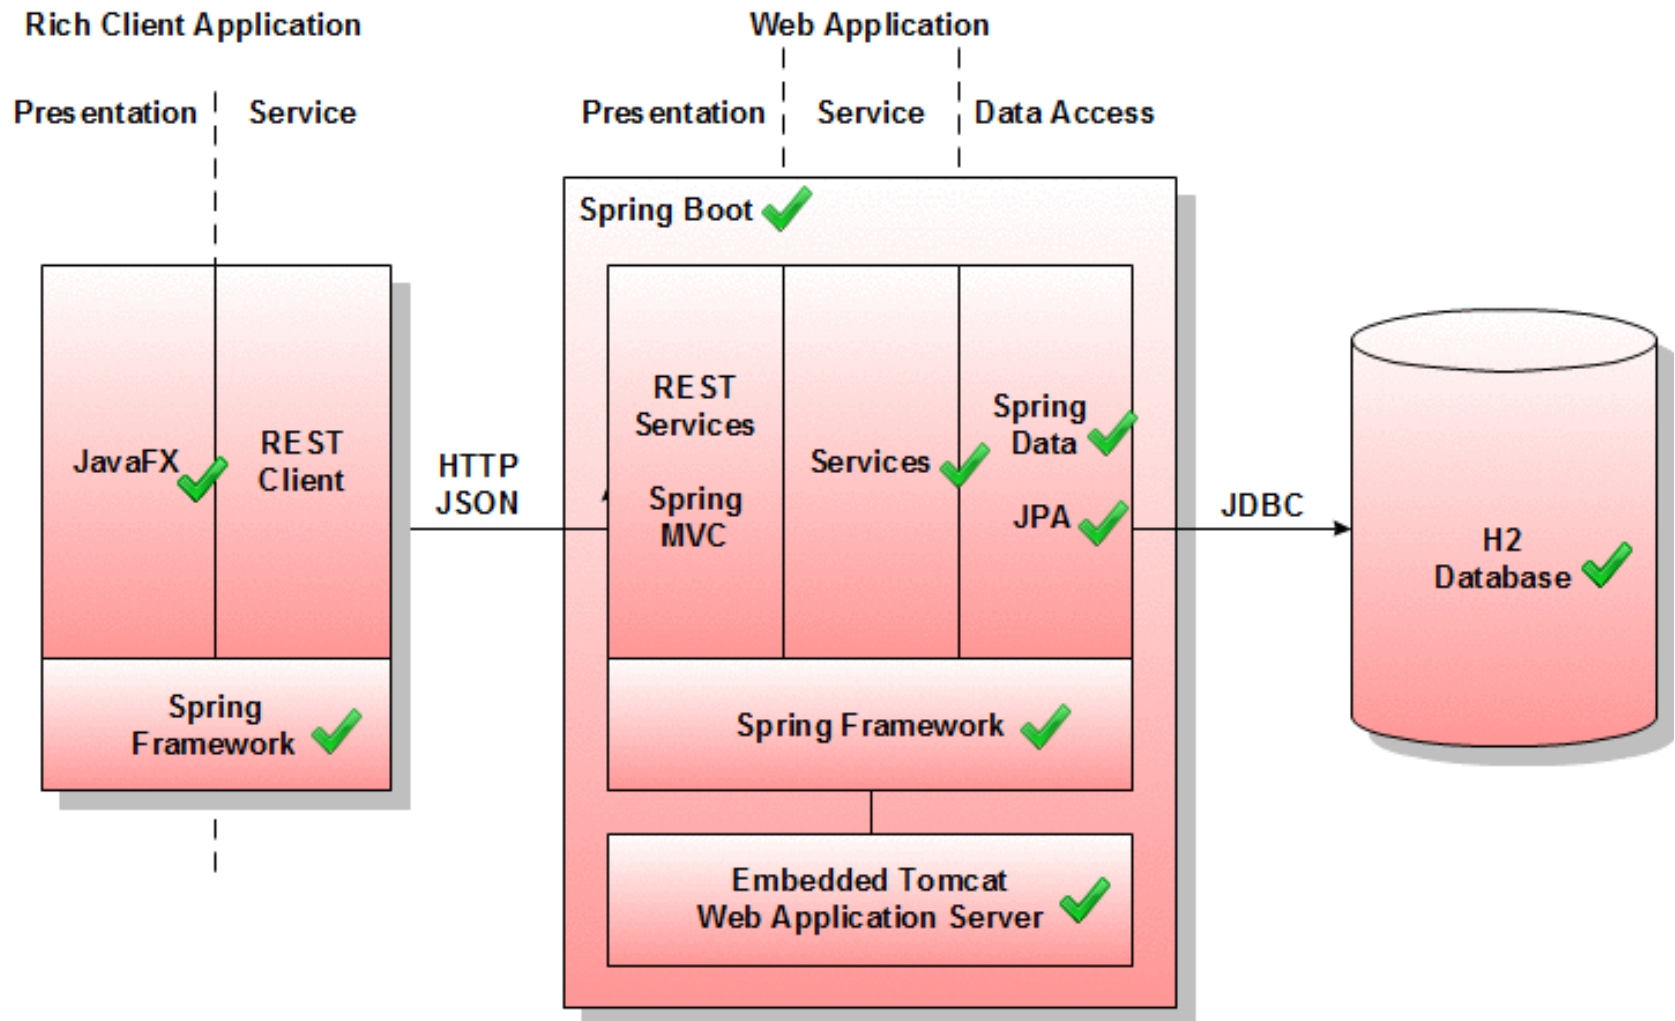 Rich Client Application
Web Application
Presentation
Service
Presentation
Service
Data Access
Spring Boot
JavaFX
REST
Client
HTTP
JSON
REST
Services
Spring
MVC
Services
Spring
Data
JPA
JDBC
H2
Database
Spring
Framework
Spring Framework
Embedded Tomcat
Web Application Server